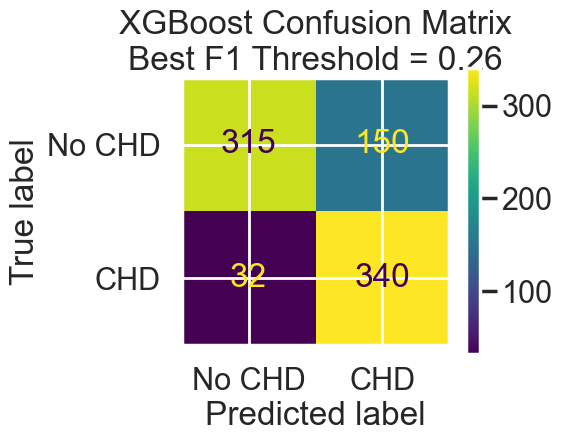 XGBoost Confusion Matrix
Best F1 Threshold = 0.26
True label
No CHD
315
150
CHD
32
340
No CHD
CHD
Predicted label
300
200
100